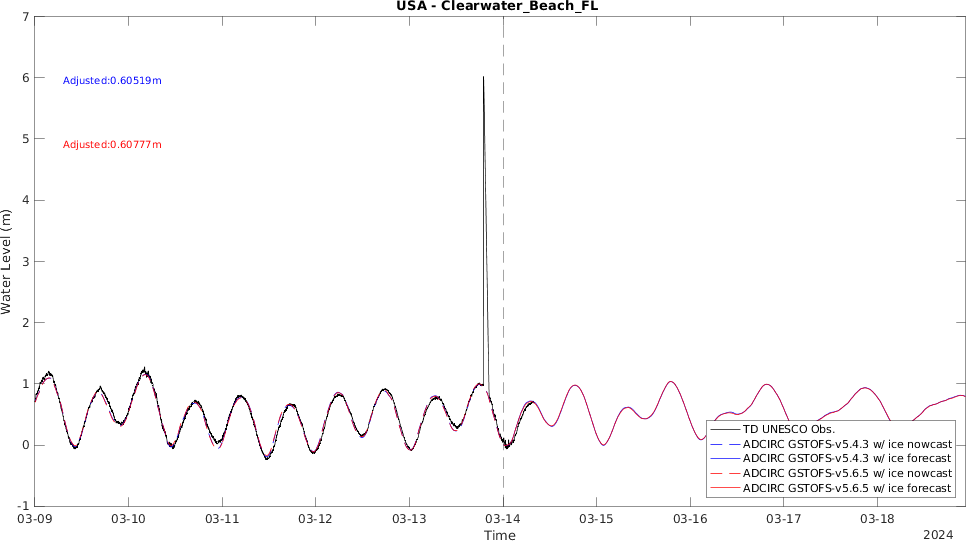 USA - Clearwater_Beach_FL
7
6
5
4
3
2
1
0
-1
Water Level (m)
Adjusted:0.60519m
Adjusted:0.60777m
TD UNESCO Obs.
ADCIRC GSTOFS-v5.4.3 w/ ice nowcast
ADCIRC GSTOFS-v5.4.3 w/ ice forecast
ADCIRC GSTOFS-v5.6.5 w/ ice nowcast
ADCIRC GSTOFS-v5.6.5 w/ ice forecast
03-09 03-10 03-11 03-12 03-13 03-14 03-15 03-16 03-17 03-18
Time
2024